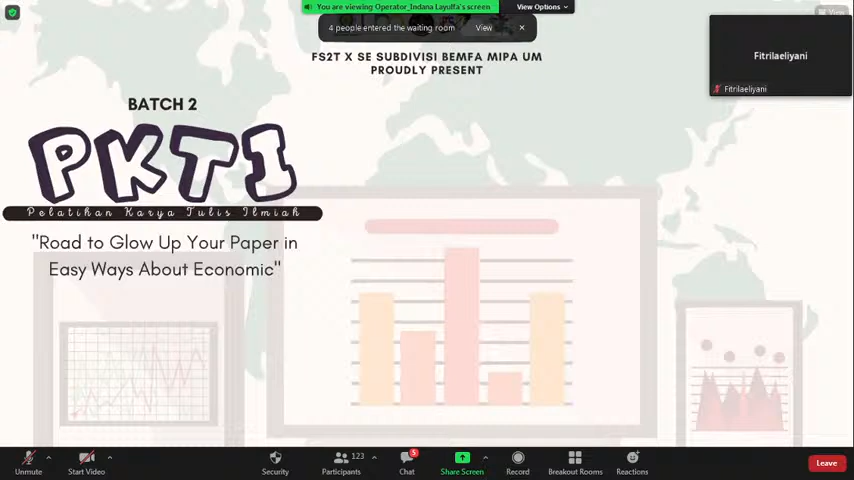 You are viewing Operator_Indana Layulfa's screen
View Options
View
4 people entered the waiting room
View
FS2T X SE SUBDIVISI BEMFA MIPA UM
PROUDLY PRESENT
Fitrilaeliyani
Fitrilaeliyani
BATCH 2
PKTI
Pelatihan Karya Tulis Ilmiah
"Road to Glow Up Your Paper in
Easy Ways About Economic"
Unmute
Start Video
Security
Participants
123
Chat
5
Share Screen
Record
Breakout Rooms
Reactions
Leave